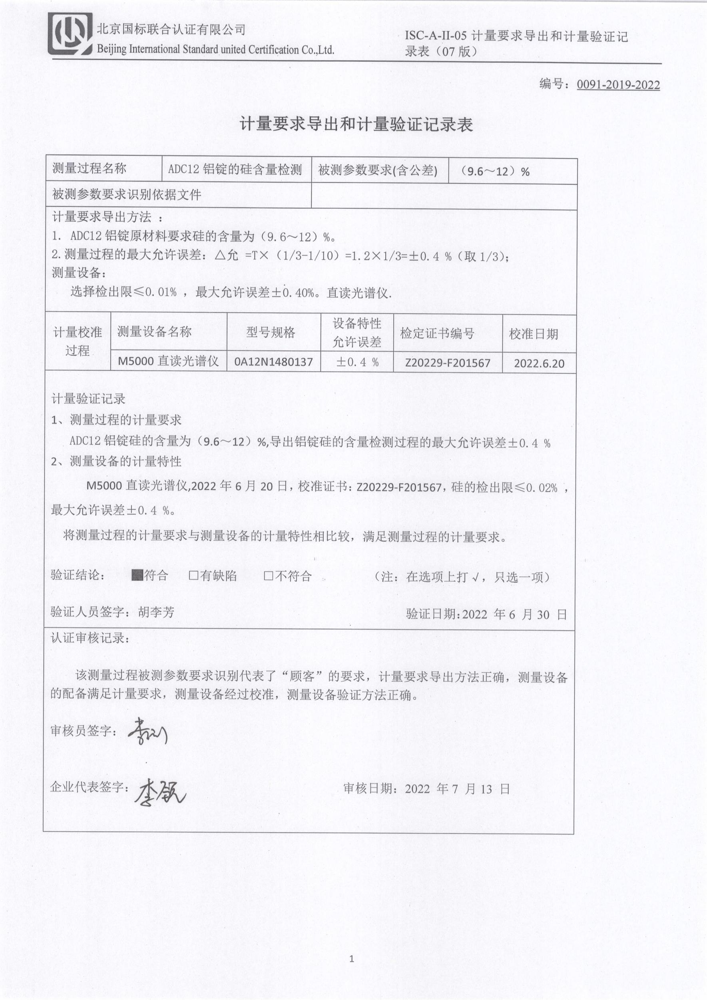 北京国标联合认证有限公司
Beijing International Standard united Certification Co.,Ltd.
ISC-A-II-05 计量要求导出和计量验证记
录表（07 版）
编号：0091-2019-2022
计量要求导出和计量验证记录表
测量过程名称 ADC12 铝锭的硅含量检测 被测参数要求(含公差) （9.6～12）%
被测参数要求识别依据文件
计量要求导出方法 ：
1. ADC12 铝锭原材料要求硅的含量为（9.6～12）%。
2.测量过程的最大允许误差：△允 =T×（1/3-1/10）=1.2×1/3=±0.4 %（取 1/3）；
测量设备：
选择检出限≤0.01% ，最大允许误差±0.40%。直读光谱仪.
计量校准
过程
测量设备名称 型号规格 设备特性
允许误差 检定证书编号 校准日期
M5000 直读光谱仪 0A12N1480137 ±0.4 % Z20229-F201567 2022.6.20
计量验证记录
1、测量过程的计量要求
ADC12 铝锭硅的含量为（9.6～12）%,导出铝锭硅的含量检测过程的最大允许误差±0.4 %
2、测量设备的计量特性
M5000 直读光谱仪,2022 年 6 月 20 日，校准证书：Z20229-F201567，硅的检出限≤0.02% ，
最大允许误差±0.4 %。
将测量过程的计量要求与测量设备的计量特性相比较，满足测量过程的计量要求。
验证结论： ■符合 □有缺陷 □不符合 （注：在选项上打 √，只选一项）
验证人员签字：胡李芳 验证日期:2022 年 6 月 30 日
认证审核记录：
该测量过程被测参数要求识别代表了“顾客”的要求，计量要求导出方法正确，测量设备
的配备满足计量要求，测量设备经过校准，测量设备验证方法正确。
审核员签字：
企业代表签字： 审核日期：2022 年 7 月 13 日
1